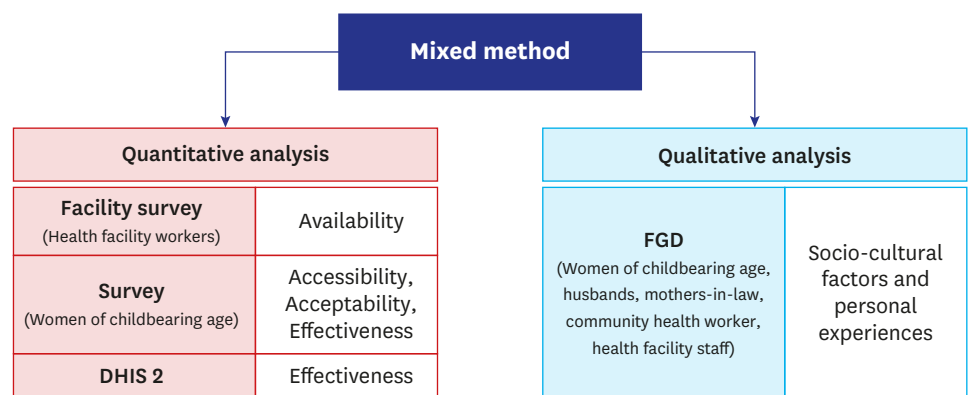 Mixed method
Quantitative analysis
Facility survey
(Health facility workers)
Availability
Survey
(Women of childbearing age)
Accessibility,
Acceptability,
Effectiveness
DHIS 2
Effectiveness
Qualitative analysis
FGD
(Women of childbearing age,
husbands, mothers-in-law,
community health worker,
health facility staff)
Socio-cultural
factors and
personal
experiences